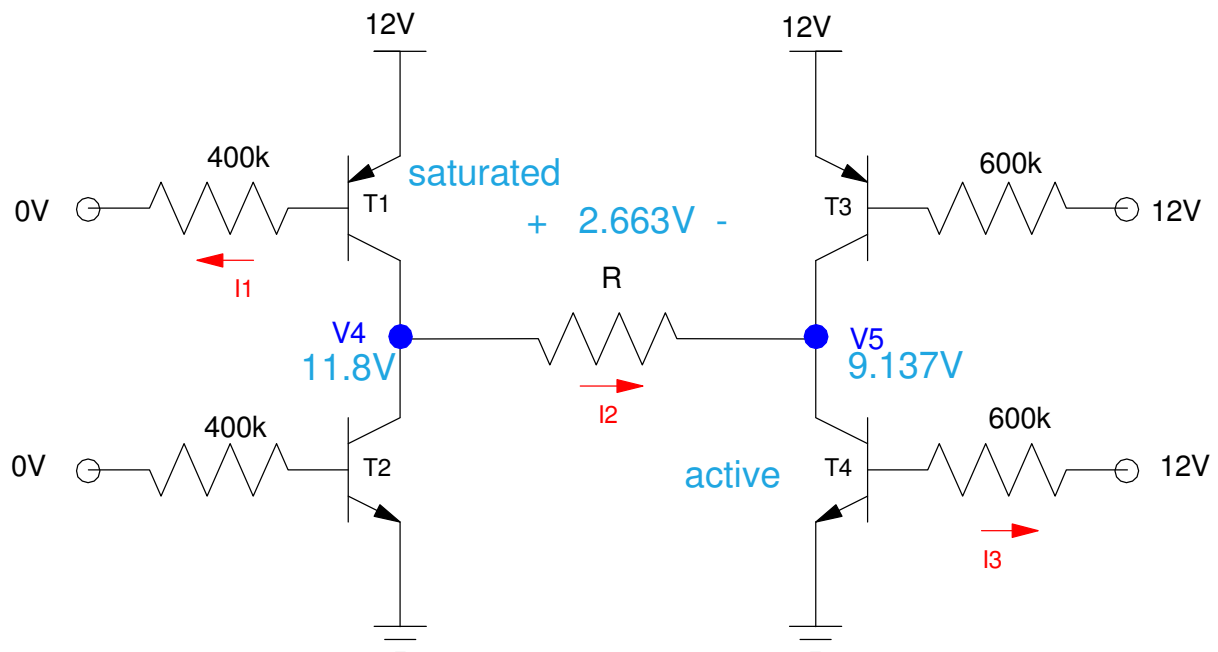 12V
12V
400k
saturated
T1
0V
600k
T3
12V
+ 2.663V -
I1
R
V4
11.8V
V5
9.137V
I2
400k
0V
T2
active
600k
T4
12V
I3